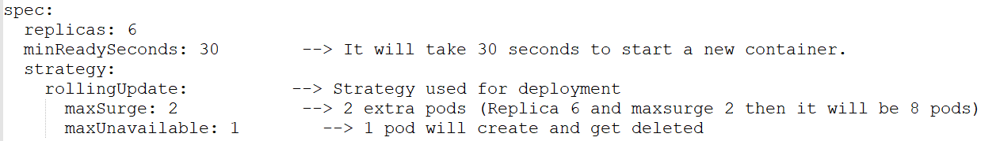 spec:
  replicas: 6
  minReadySeconds: 30        --> It will take 30 seconds to start a new container.
  strategy:
    rollingUpdate:          --> Strategy used for deployment
      maxSurge: 2            --> 2 extra pods (Replica 6 and maxsurge 2 then it will be 8 pods)
      maxUnavailable: 1        --> 1 pod will create and get deleted